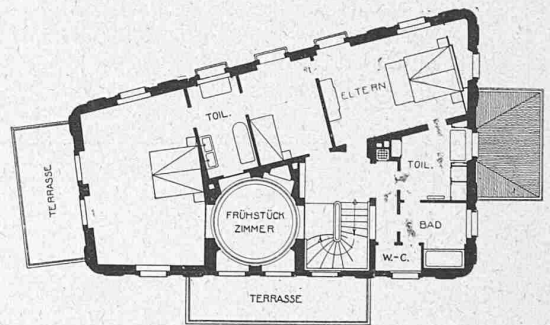 ELTERN
TOIL.
TOIL.
TERRASSE
FRÜHSTÜCK
ZIMMER
BAD
W.-C.
TERRASSE